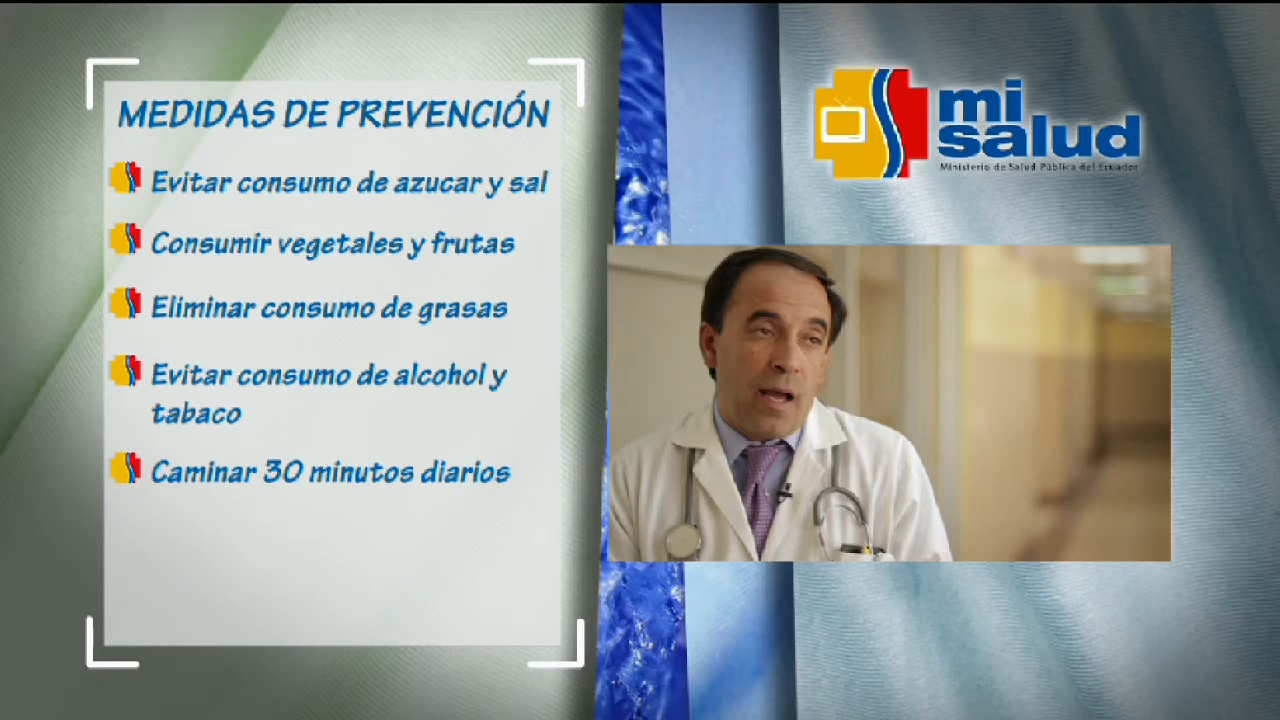 MEDIDAS DE PREVENCIÓN
Evitar consumo de azucar y sal
Consumir vegetales y frutas
Eliminar consumo de grasas
Evitar consumo de alcohol y
tabaco
Caminar 30 minutos diarios
mi
salud
Ministerio de Salud Pública del Ecuador